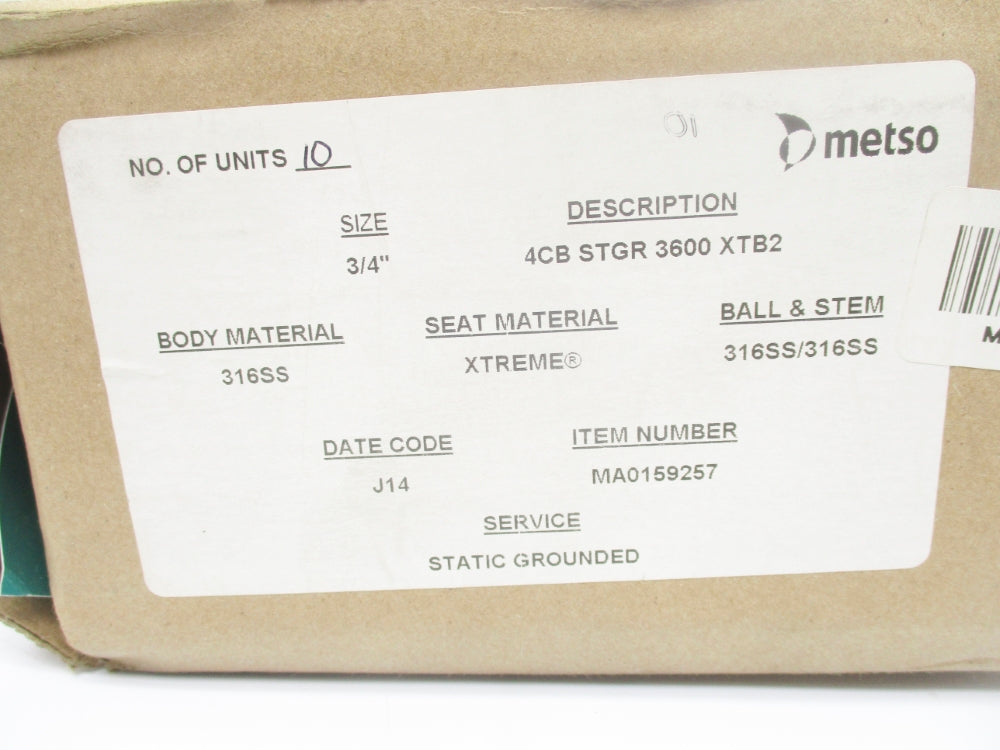 01
metso
NO. OF UNITS 10
SIZE
3/4"
DESCRIPTION
4CB STGR 3600 XTB2
BODY MATERIAL
316SS
SEAT MATERIAL
XTREME®
BALL & STEM
316SS/316SS
DATE CODE
J14
ITEM NUMBER
MA0159257
SERVICE
STATIC GROUNDED